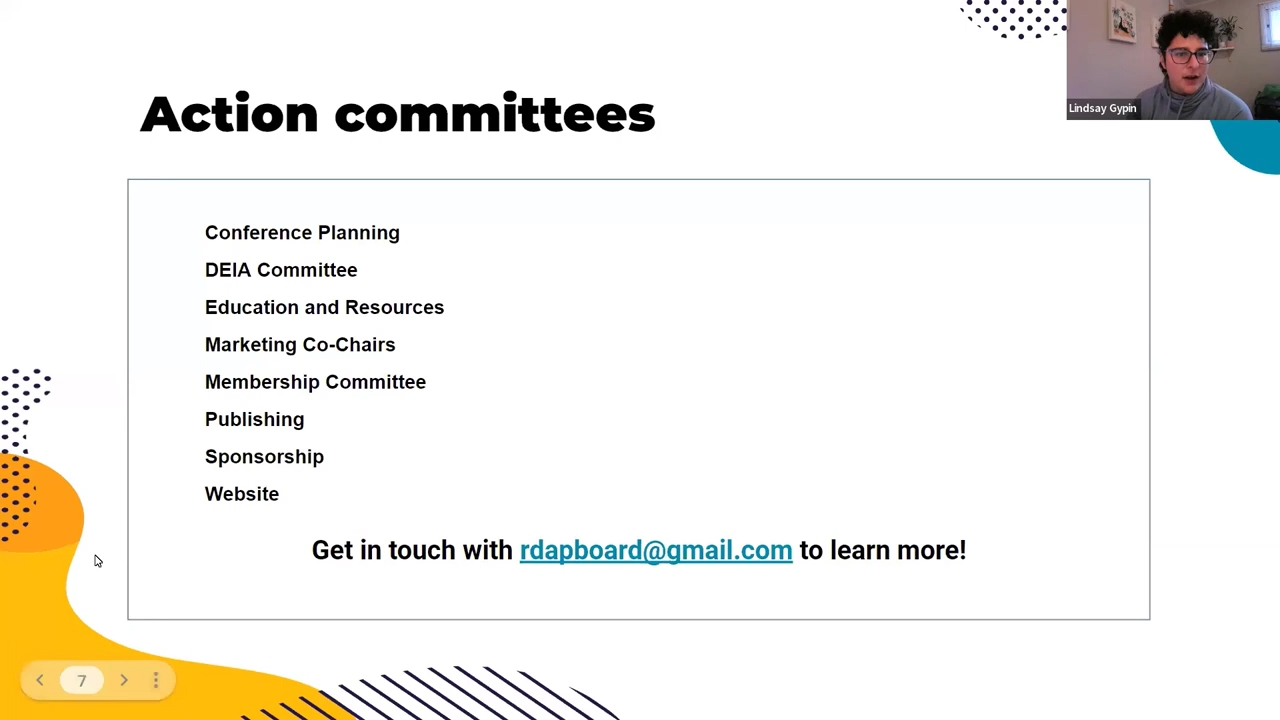 Lindsay Gypin
Action committees
Conference Planning
DEIA Committee
Education and Resources
Marketing Co-Chairs
Membership Committee
Publishing
Sponsorship
Website
Get in touch with rdapboard@gmail.com to learn more!
7